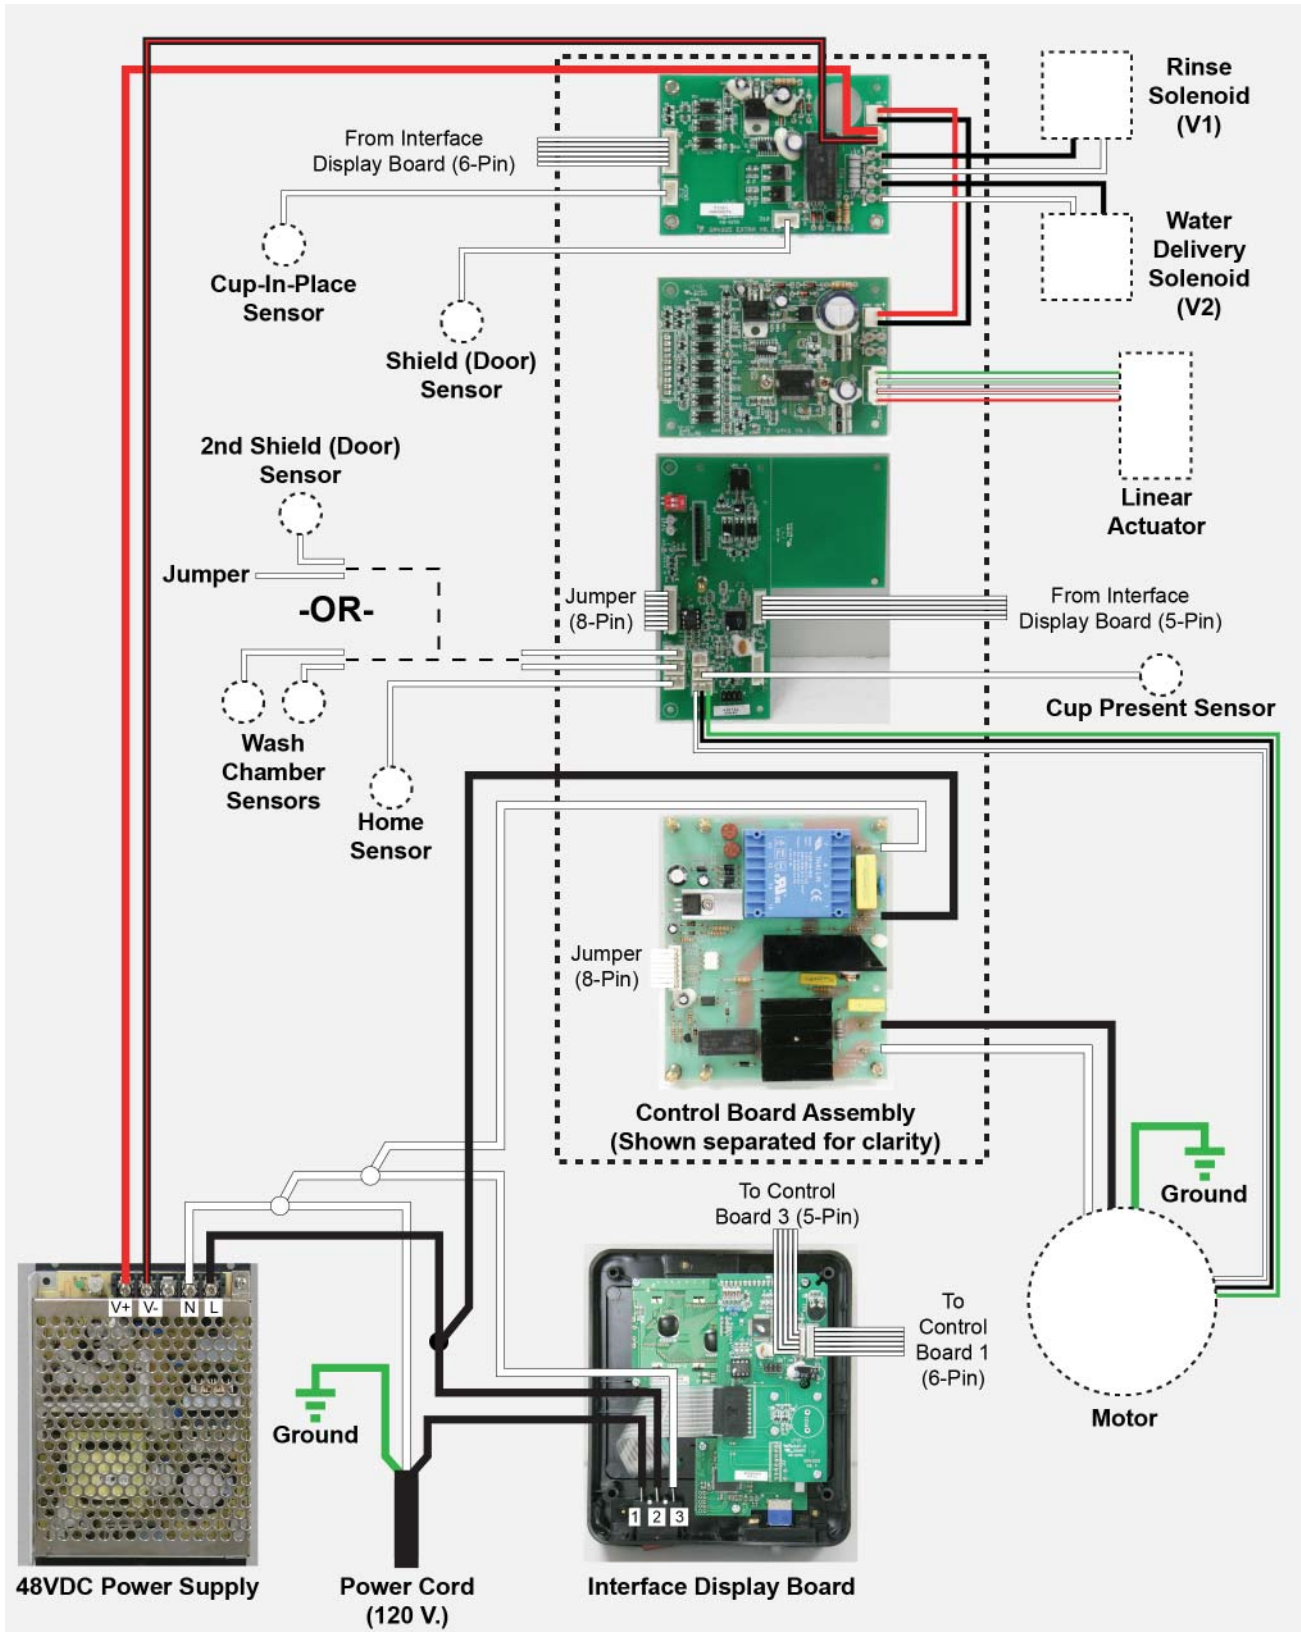 Rinse
Solenoid
(V1)
From Interface
Display Board (6-Pin)
Cup-In-Place
Sensor
Shield (Door)
Sensor
Water
Delivery
Solenoid
(V2)
2nd Shield (Door)
Sensor
Jumper
-OR-
Linear
Actuator
Jumper
(8-Pin)
From Interface
Display Board (5-Pin)
Cup Present Sensor
Wash
Chamber
Sensors
Home
Sensor
Jumper
(8-Pin)
Control Board Assembly
(Shown separated for clarity)
Ground
To Control
Board 3 (5-Pin)
V+ V- N L
To
Control
Board 1
(6-Pin)
Ground
Motor
1 2 3
48VDC Power Supply
Power Cord
(120 V.)
Interface Display Board